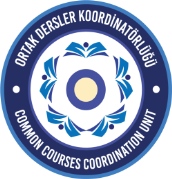 ORTAK DERSLER KOORDİNATÖRLÜĞÜ
COMMON COURSES COORDINATION UNIT